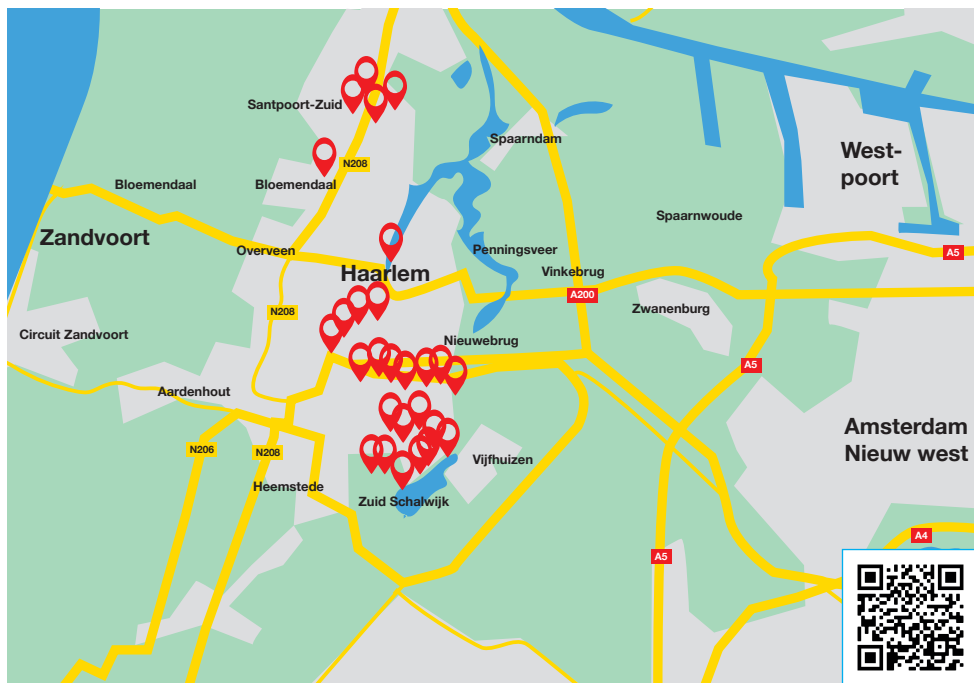 Santpoort-Zuid
Spaarndam
West-
poort
N208
Bloemendaal
Bloemendaal
Spaarnwoude
Zandvoort
Overveen
Penningsveer
A5
Haarlem
Vinkebrug
A200
N208
Zwanenburg
Circuit Zandvoort
Nieuwebrug
A5
Aardenhout
Amsterdam
Nieuw west
N206
N208
Vijfhuizen
Heemstede
Zuid Schalwijk
A4
A5